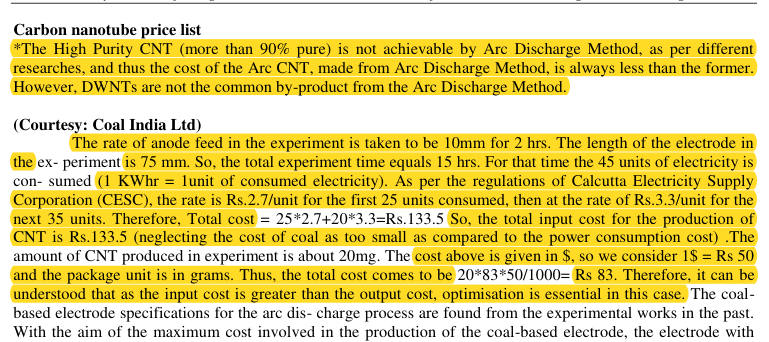 Carbon nanotube price list
*The High Purity CNT (more than 90% pure) is not achievable by Arc Discharge Method, as per different
researches, and thus the cost of the Arc CNT, made from Arc Discharge Method, is always less than the former.
However, DWNTs are not the common by-product from the Arc Discharge Method.
(Courtesy: Coal India Ltd)
The rate of anode feed in the experiment is taken to be 10mm for 2 hrs. The length of the electrode in
the ex- periment is 75 mm. So, the total experiment time equals 15 hrs. For that time the 45 units of electricity is
con- sumed (1 KWhr = 1unit of consumed electricity). As per the regulations of Calcutta Electricity Supply
Corporation (CESC), the rate is Rs.2.7/unit for the first 25 units consumed, then at the rate of Rs.3.3/unit for the
next 35 units. Therefore, Total cost = 25*2.7+20*3.3=Rs.133.5 So, the total input cost for the production of
CNT is Rs.133.5 (neglecting the cost of coal as too small as compared to the power consumption cost) .The
amount of CNT produced in experiment is about 20mg. The cost above is given in $, so we consider 1$ = Rs 50
and the package unit is in grams. Thus, the total cost comes to be 20*83*50/1000= Rs 83. Therefore, it can be
understood that as the input cost is greater than the output cost, optimisation is essential in this case. The coal-
based electrode specifications for the arc dis- charge process are found from the experimental works in the past.
With the aim of the maximum cost involved in the production of the coal-based electrode, the electrode with